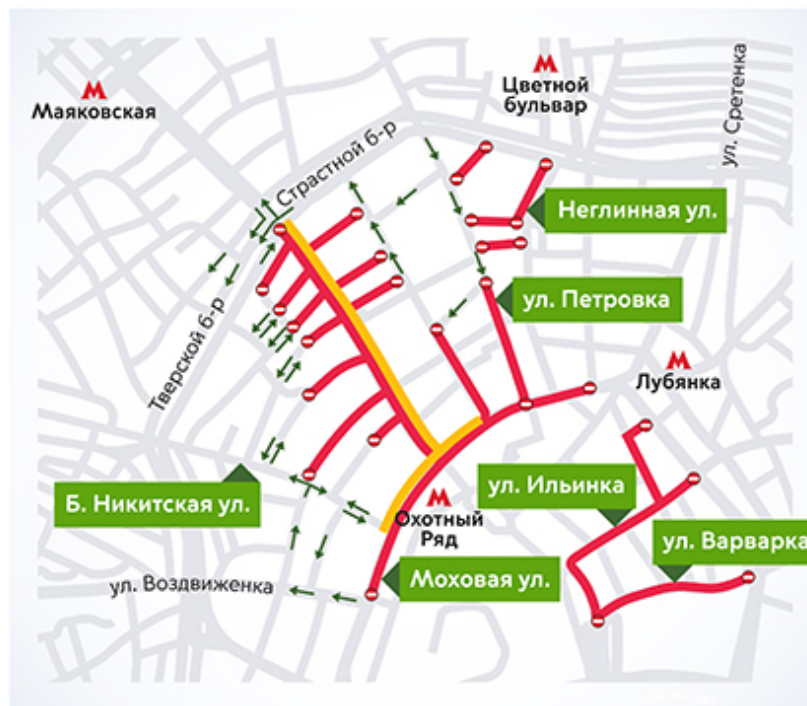 М
Маяковская
М
Цветной
бульвар
ул. Сретенка
Страстной б-р
Неглинная ул.
ул. Петровка
Тверской б-р
М
Лубянка
Б. Никитская ул.
М
Охотный
Ряд
ул. Ильинка
ул. Варварка
ул. Воздвиженка
Моховая ул.